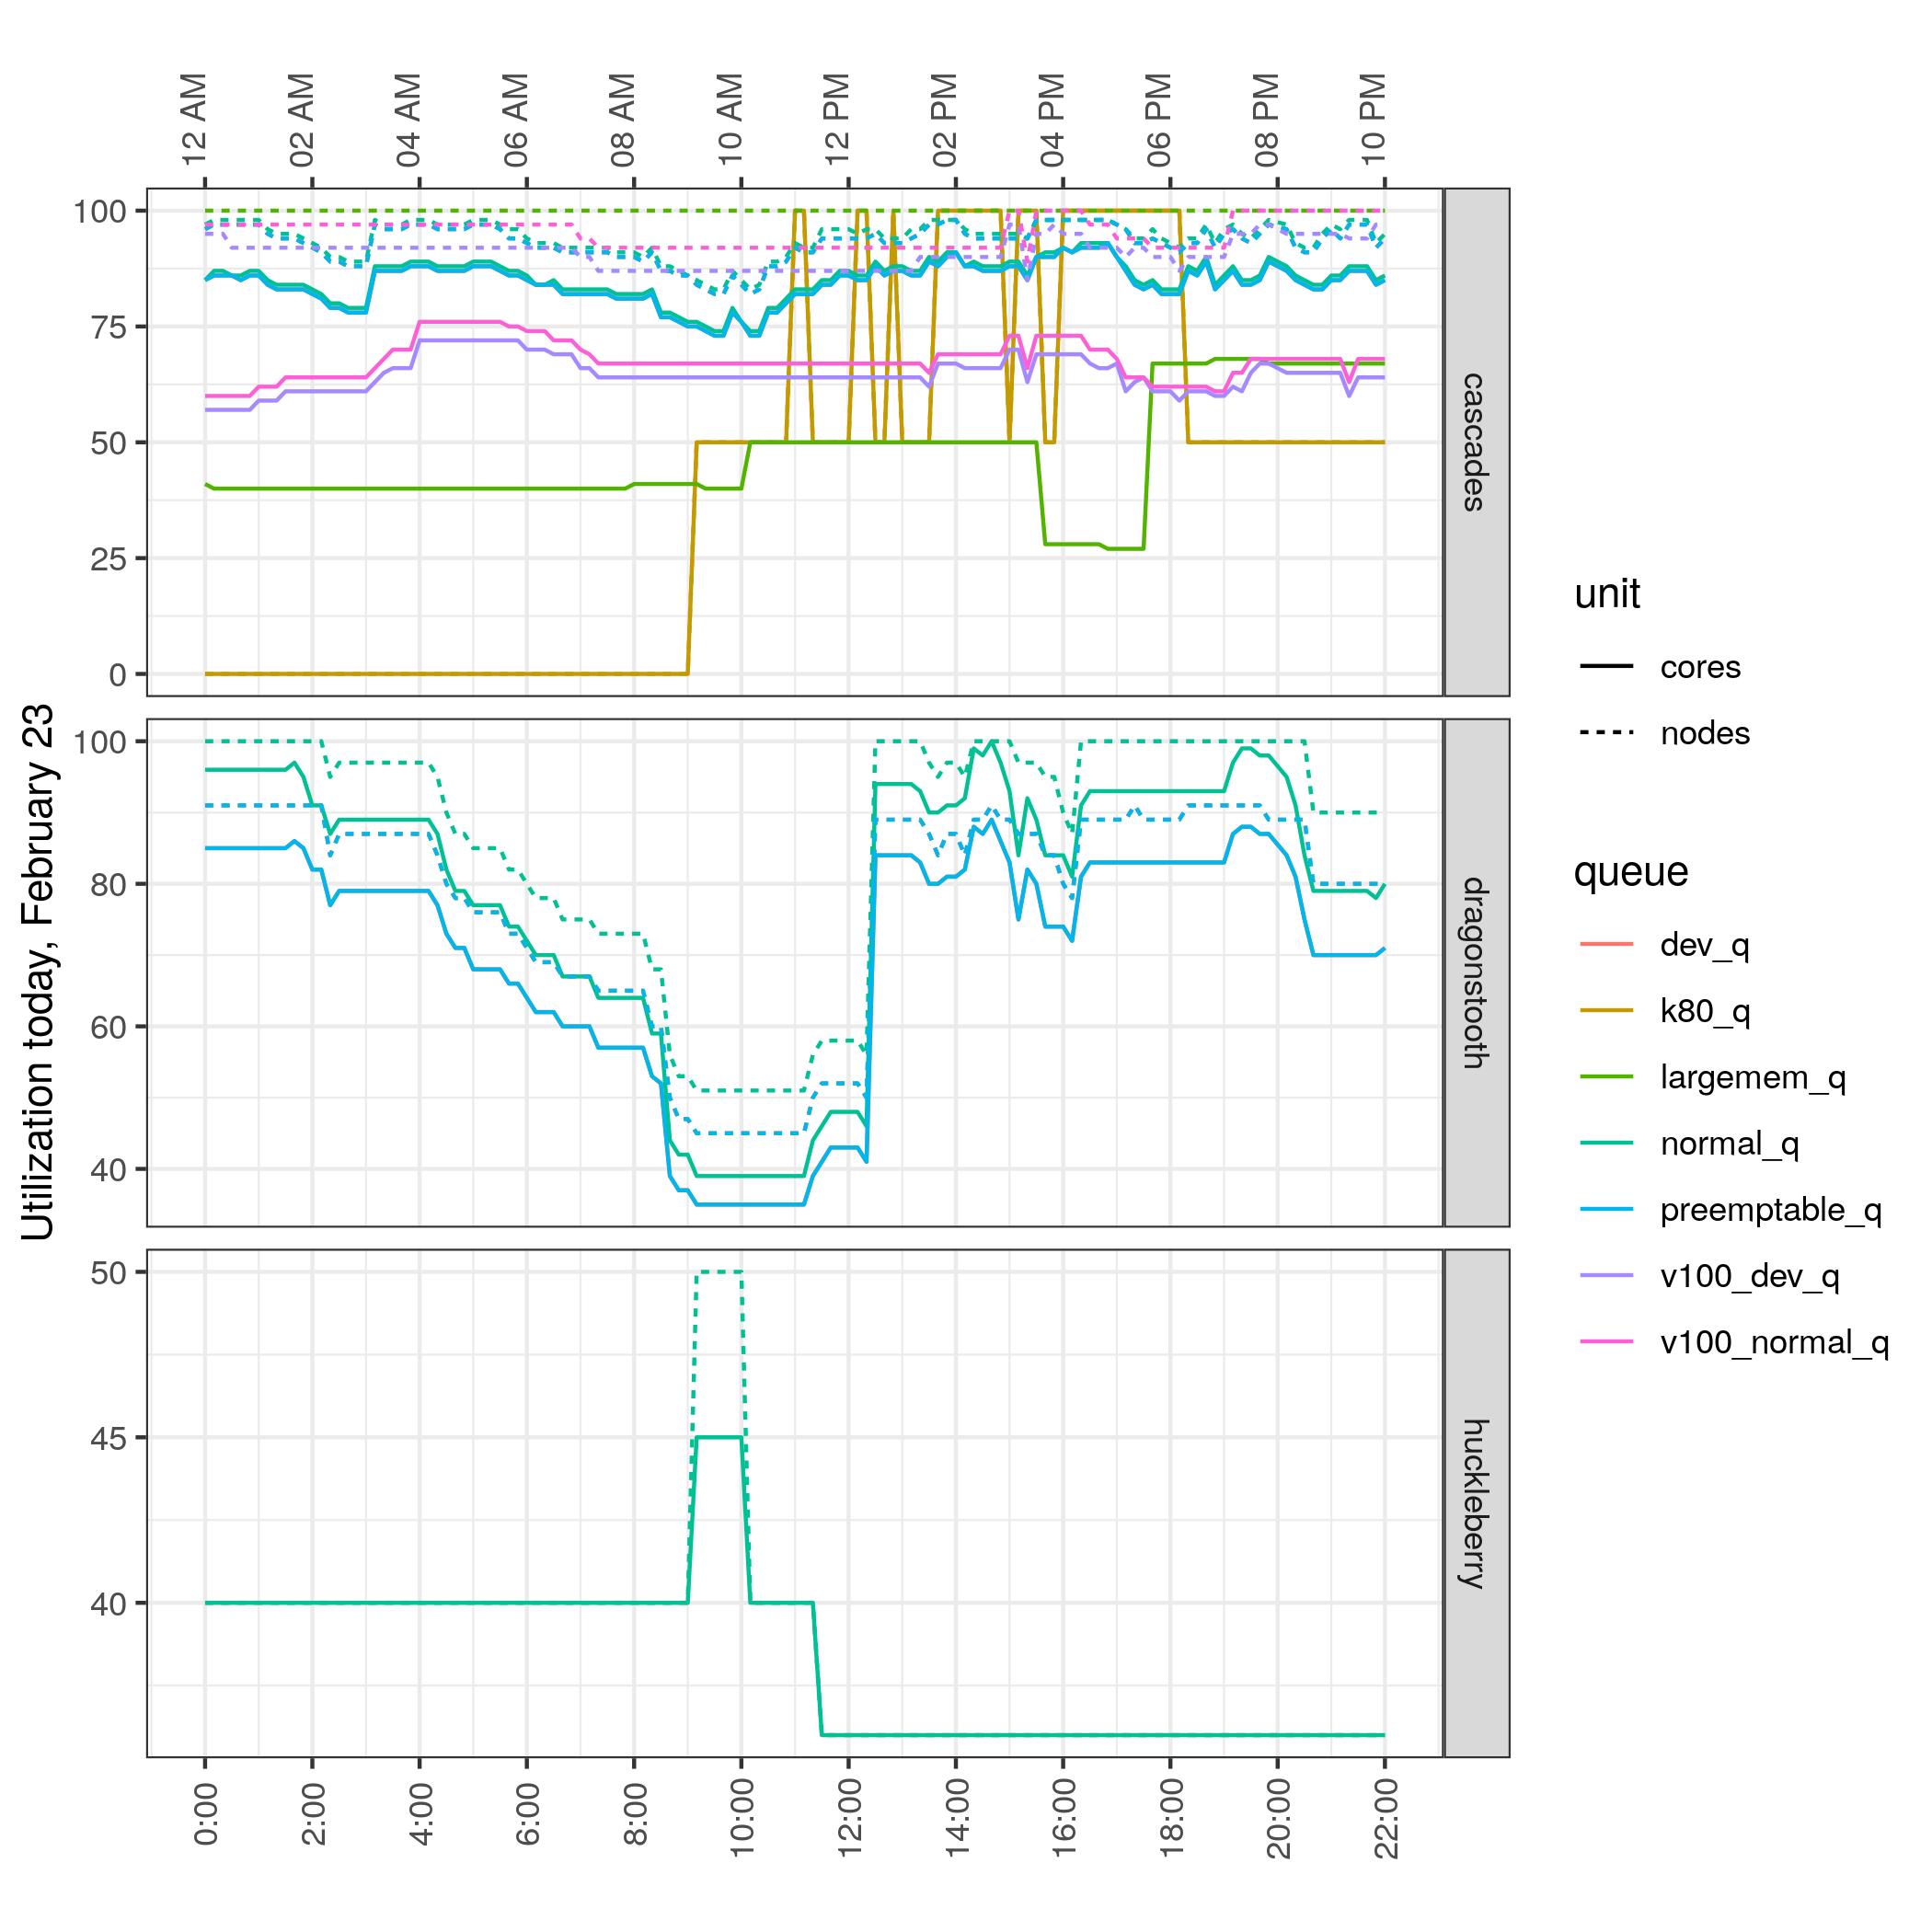 12 AM
02 AM
04 AM
06 AM
08 AM
10 AM
12 PM
02 PM
04 PM
06 PM
08 PM
10 PM
Utilization today, February 23
100
75
50
25
0
cascades
100
80
60
40
dragonstooth
50
45
40
huckleberry
0:00
2:00
4:00
6:00
8:00
10:00
12:00
14:00
16:00
18:00
20:00
22:00
unit
cores
nodes
queue
dev_q
k80_q
largemem_q
normal_q
preemptable_q
v100_dev_q
v100_normal_q